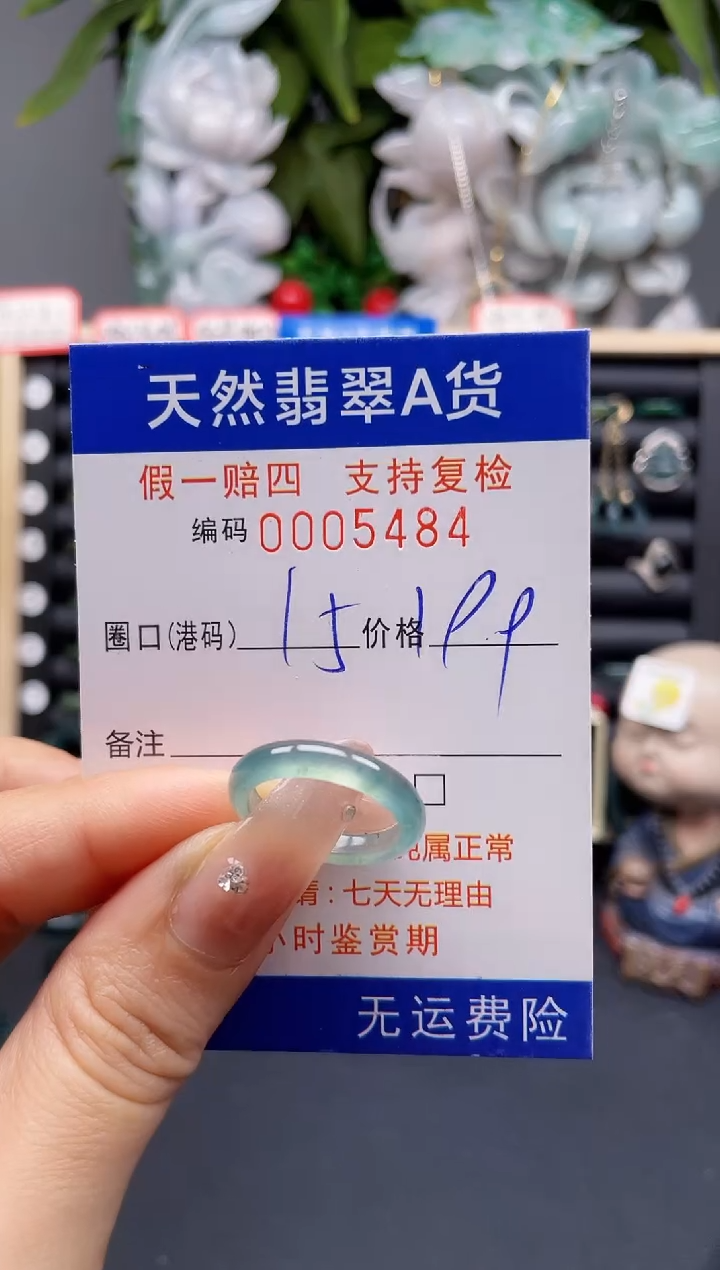 天然翡翠A货
假一赔四 支持复检
编码 0005484
圈口(港码) 15 价格 199
备注
□
属正常
: 七天无理由
小时鉴赏期
无运费险